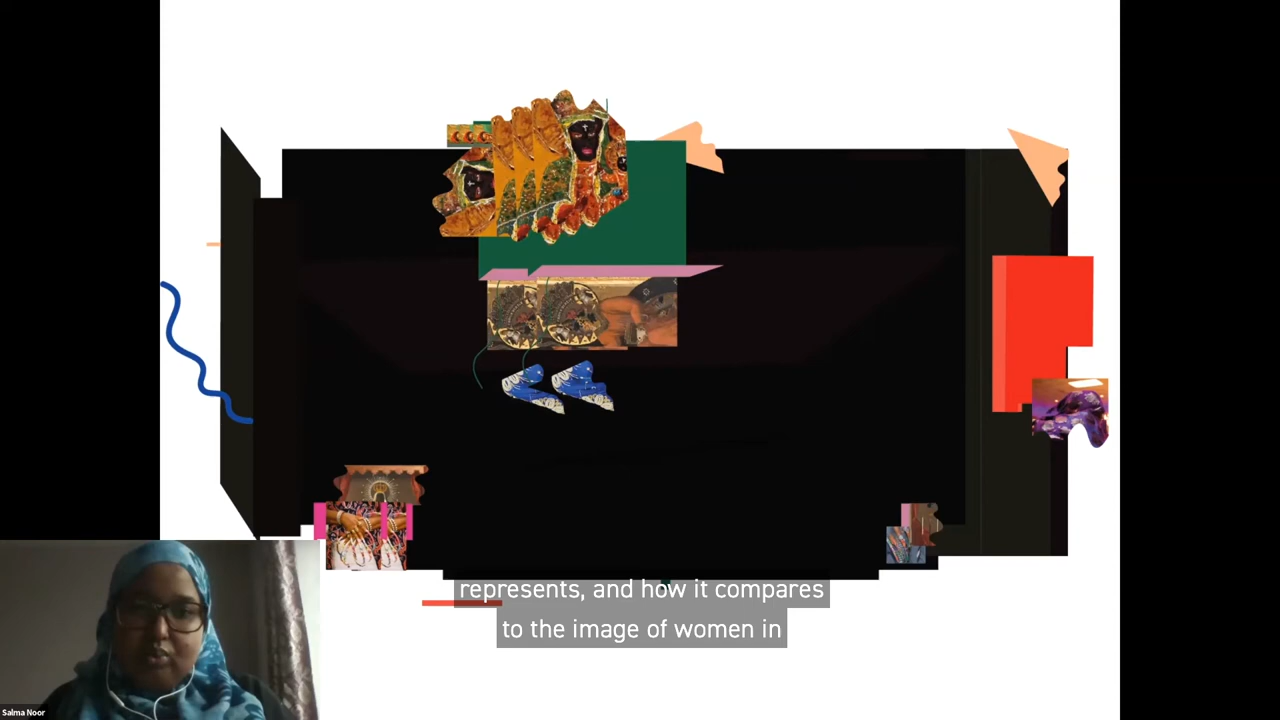 represents, and how it compares
to the image of women in
Salma Noor